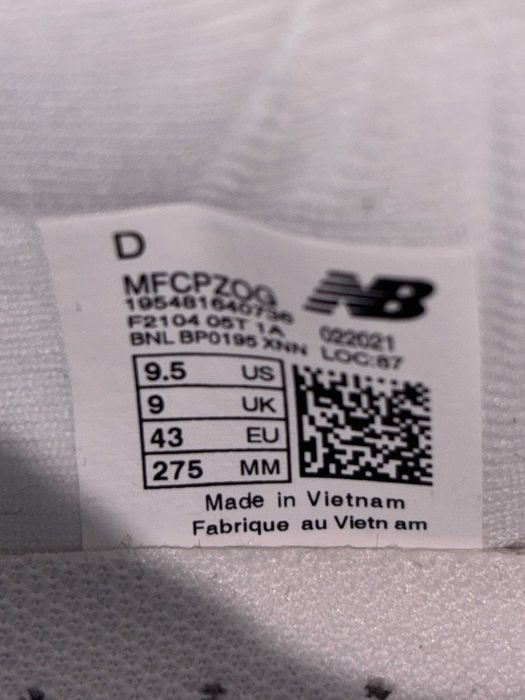 D
MFCPZOG
NB
195481640736
F2104 05T 1A
022021
BNL BP0195 XNN
LOC:87
9.5 US
9 UK
43 EU
275 MM
Made in Vietnam
Fabrique au Vietn am